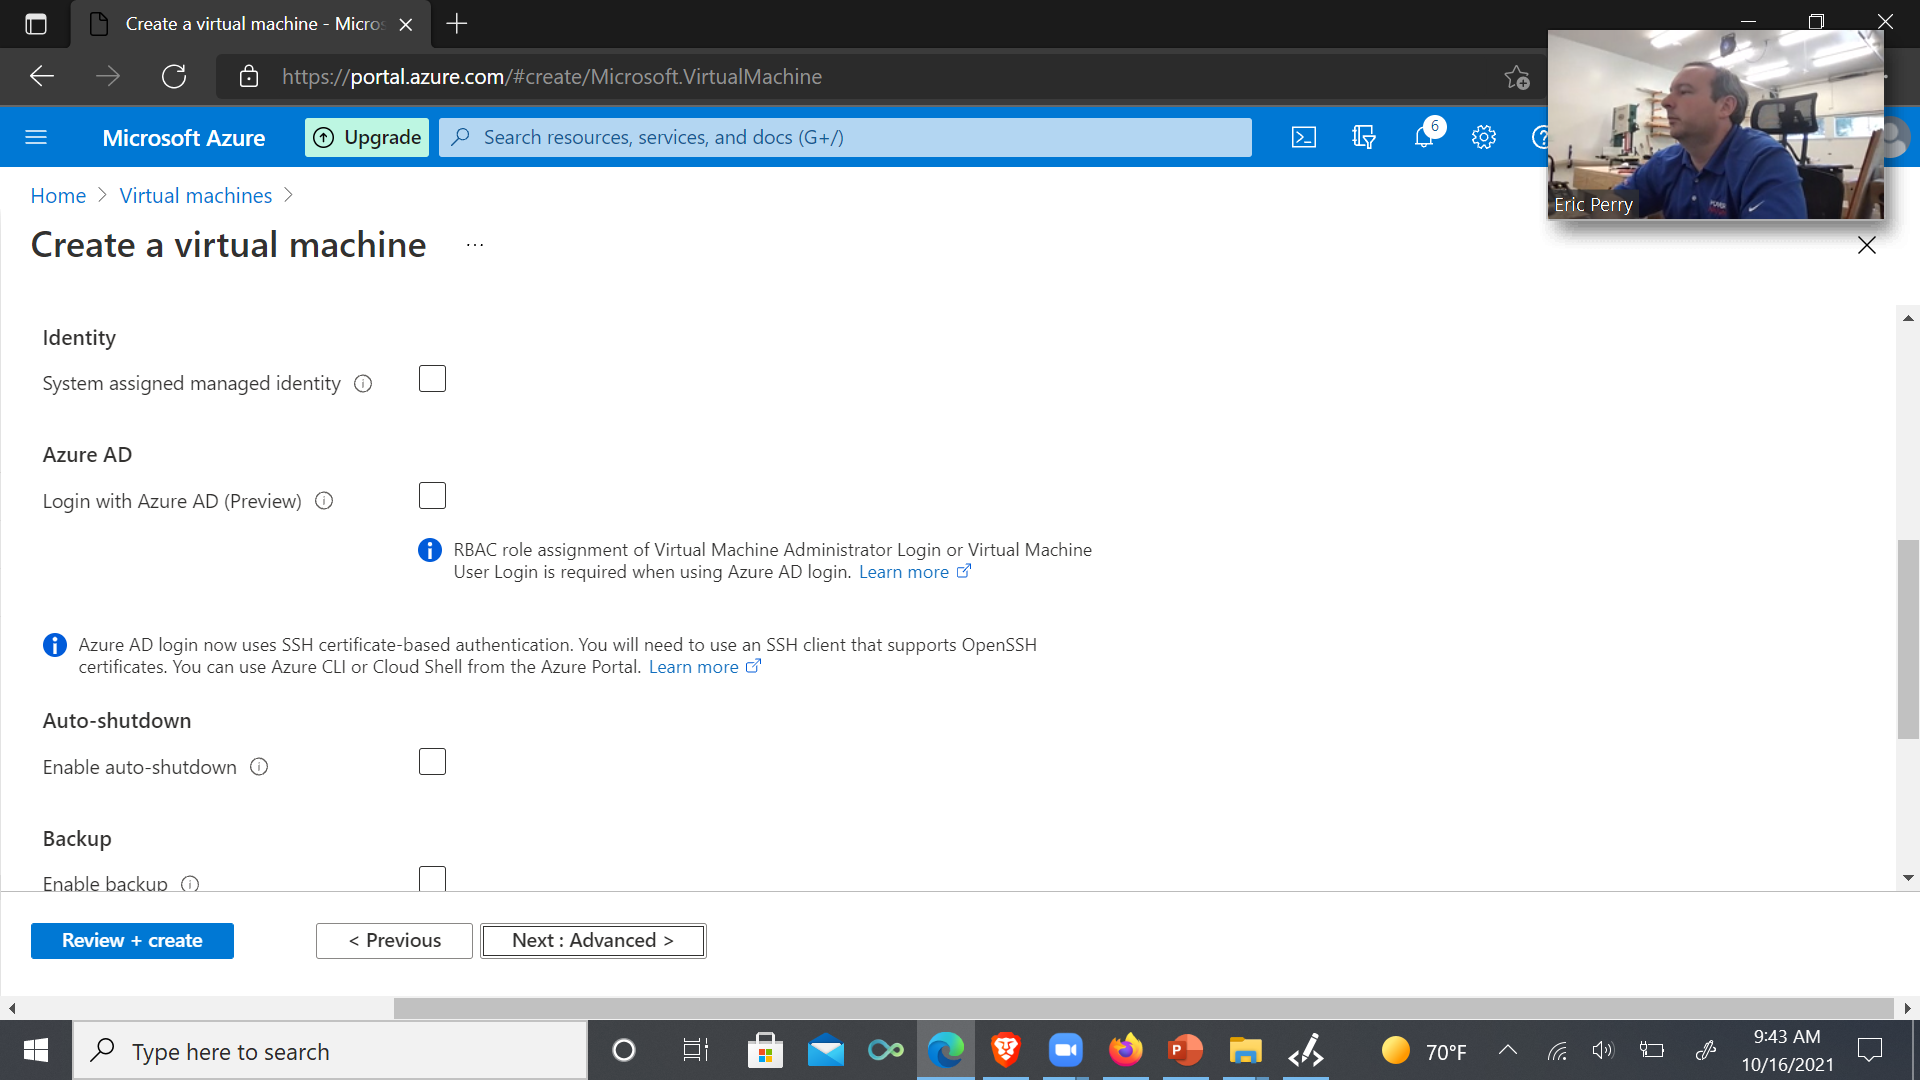 Create a virtual machine - Micros
https://portal.azure.com/#create/Microsoft.VirtualMachine
Microsoft Azure
Upgrade
Search resources, services, and docs (G+/)
6
Eric Perry
Home > Virtual machines >
Create a virtual machine ...
Identity
System assigned managed identity
Azure AD
Login with Azure AD (Preview)
RBAC role assignment of Virtual Machine Administrator Login or Virtual Machine
User Login is required when using Azure AD login. Learn more
Azure AD login now uses SSH certificate-based authentication. You will need to use an SSH client that supports OpenSSH
certificates. You can use Azure CLI or Cloud Shell from the Azure Portal. Learn more
Auto-shutdown
Enable auto-shutdown
Backup
Enable backup
Review + create
< Previous
Next : Advanced >
Type here to search
70°F
9:43 AM
10/16/2021